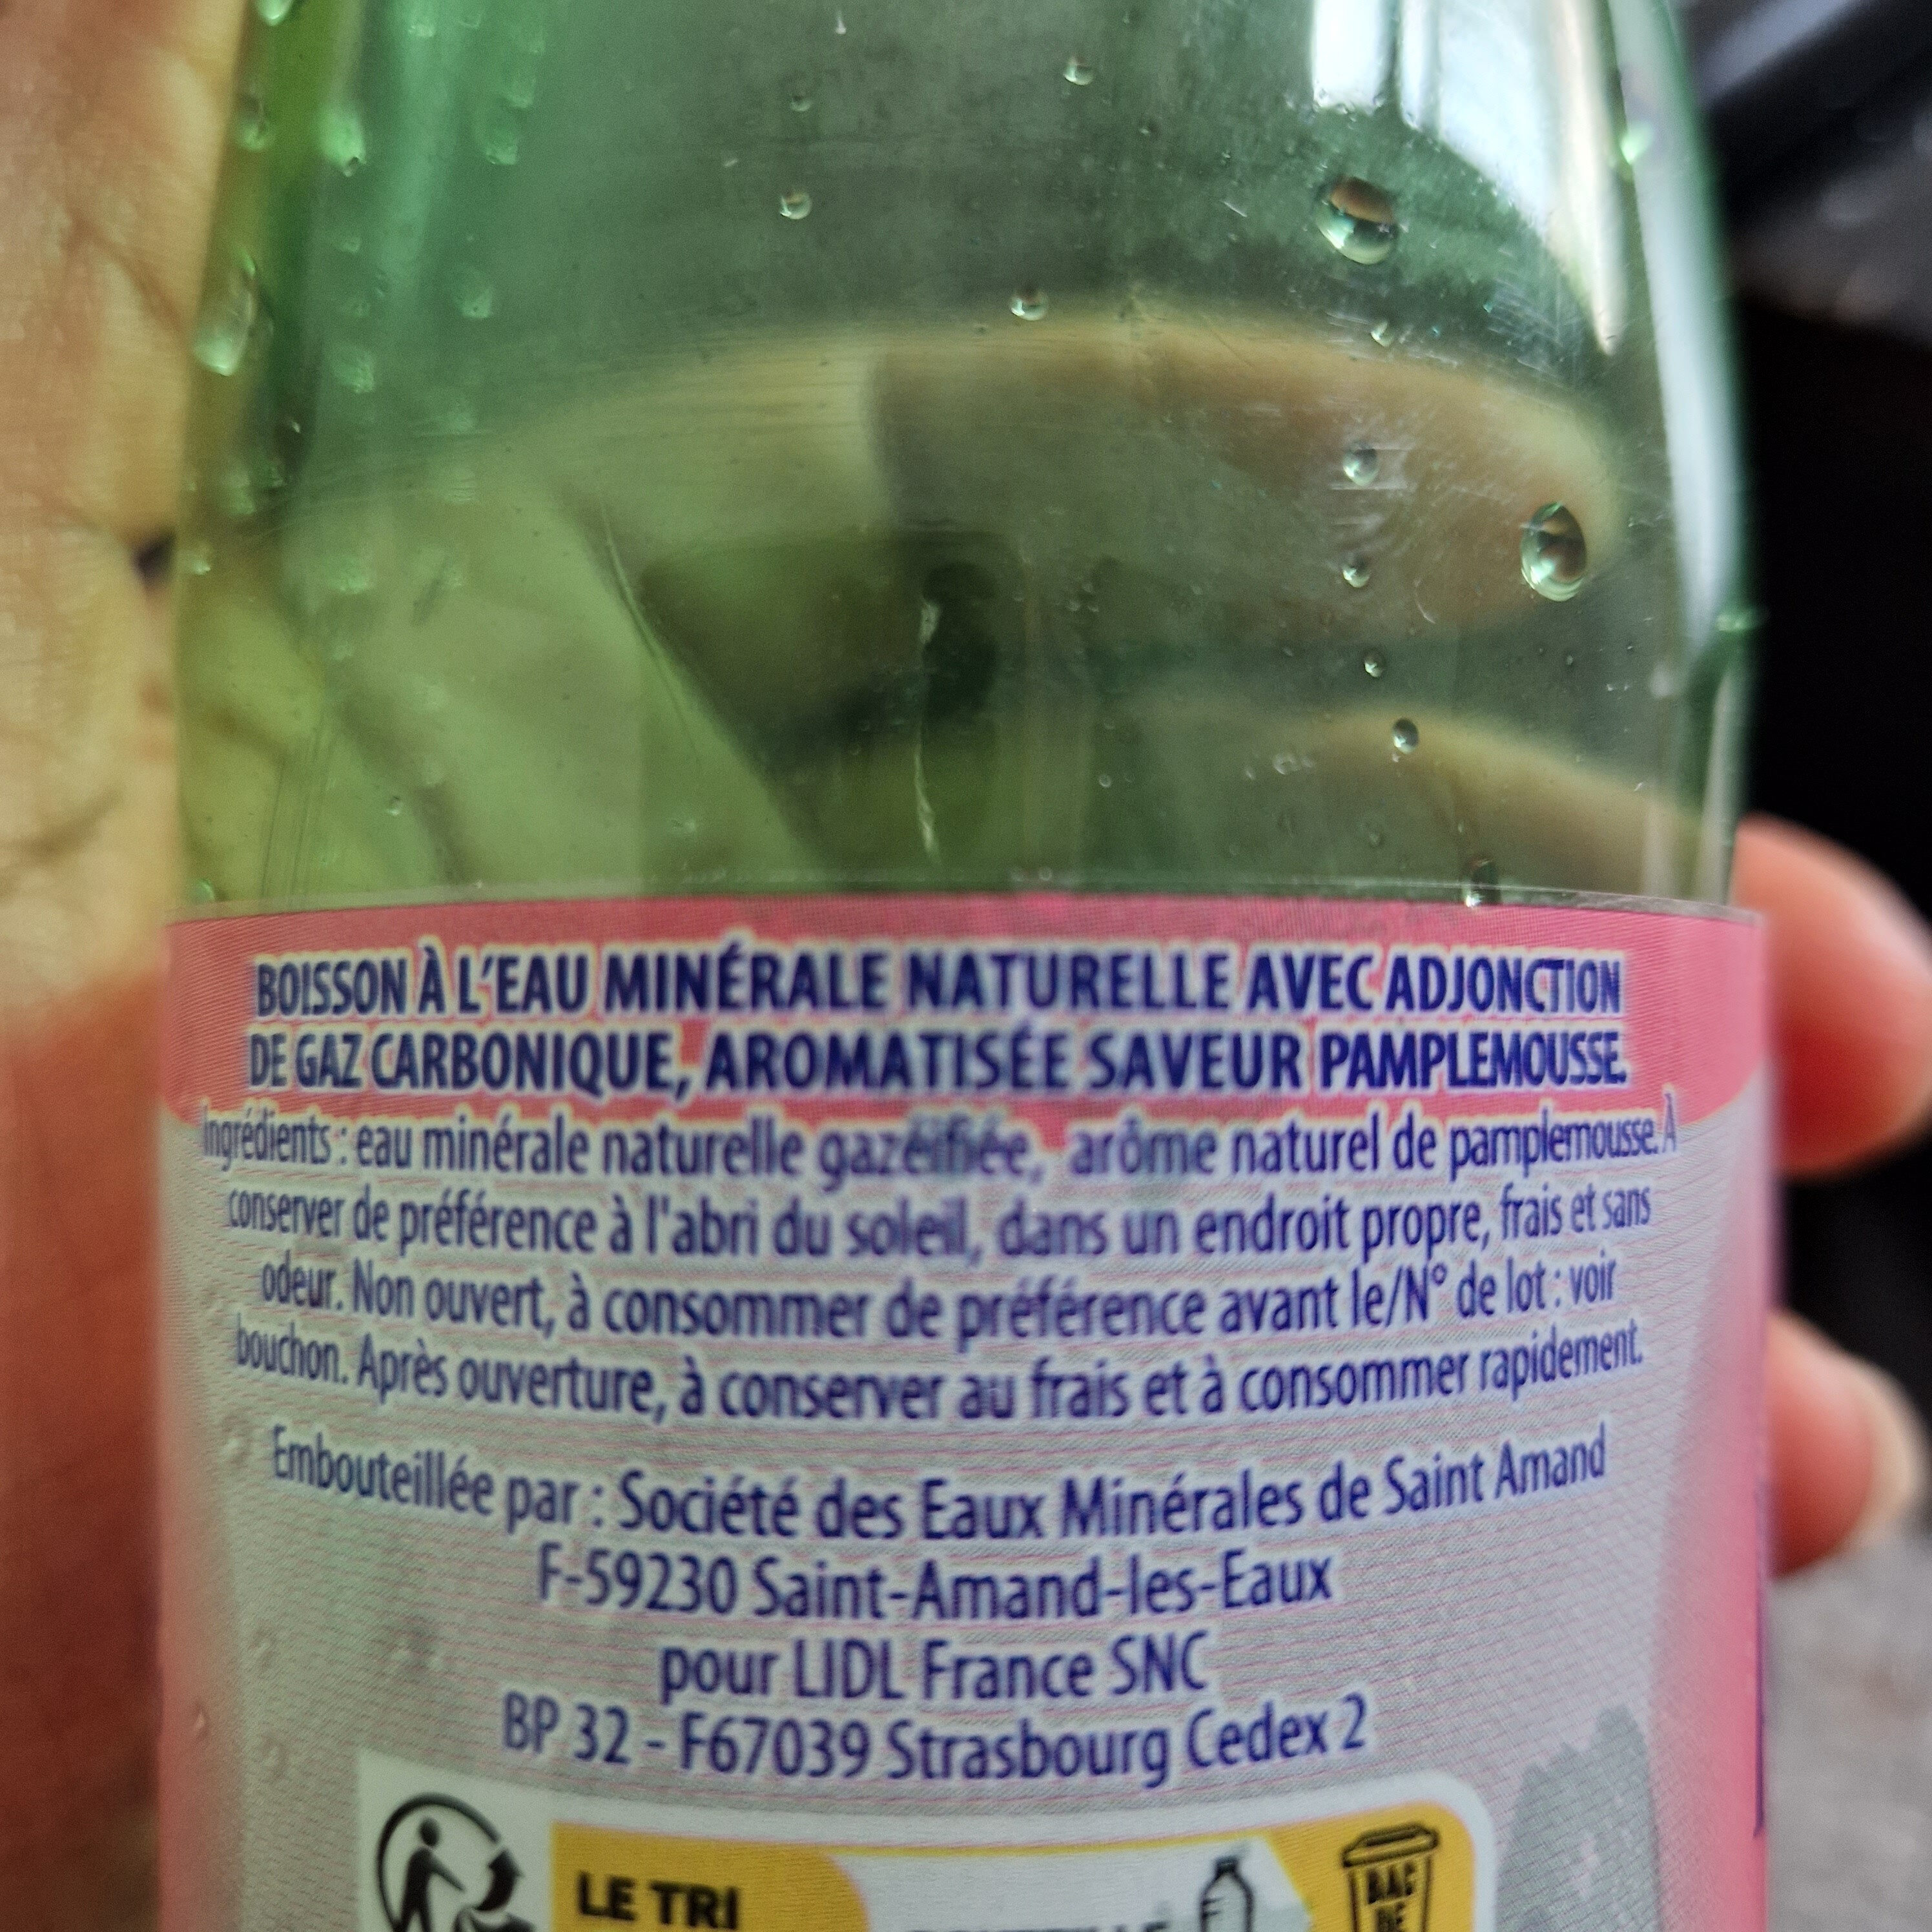 BOISSON À L'EAU MINÉRALE NATURELLE AVEC ADJONCTION
DE GAZ CARBONIQUE, AROMATISÉE SAVEUR PAMPLEMOUSSE.
Ingrédients : eau minérale naturelle gazéifiée, arôme naturel de pamplemousse. À
conserver de préférence à l'abri du soleil, dans un endroit propre, frais et sans
odeur. Non ouvert, à consommer de préférence avant le/N° de lot : voir
bouchon. Après ouverture, à conserver au frais et à consommer rapidement.
Embouteillée par : Société des Eaux Minérales de Saint Amand
F-59230 Saint-Amand-les-Eaux
pour LIDL France SNC
BP 32 - F67039 Strasbourg Cedex 2
LE TRI
BAC
DE